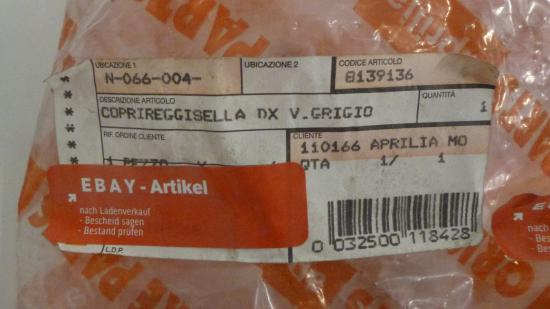 PARTS
UBICAZIONE 1
UBICAZIONE 2
CODICE ARTICOLO
N-066-004-
8139136
DESCRIZIONE ARTICOLO
QUANTITÀ
COPRIREGGISELLA DX V.GRIGIO
1
RIF. ORDINE CLIENTE
CLIENTE
110166 APRILIA MO
QTA 1/ 1
EBAY - Artikel
nach Ladenverkauf
- Bescheid sagen
- Bestand prüfen
I.D.P.
0 032500 118428